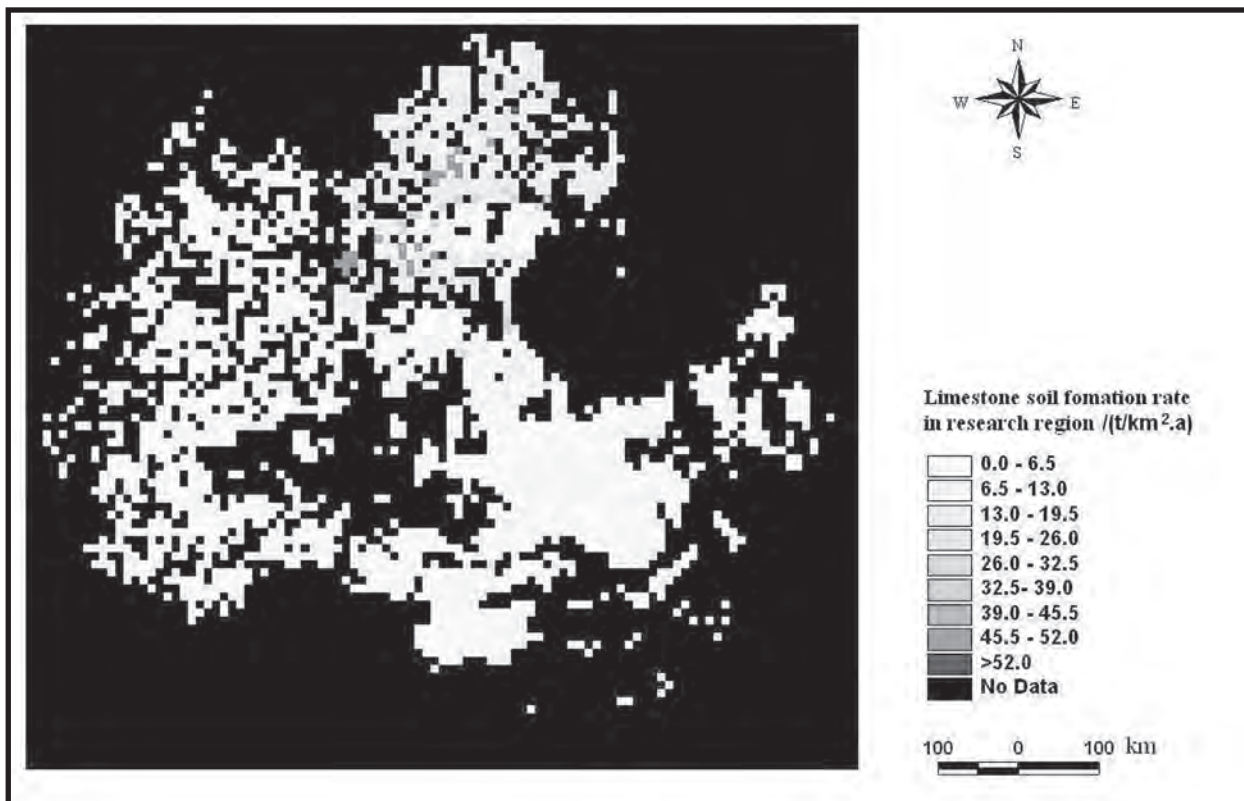 N
W E
S
Limestone soil fomation rate
in research region /(t/km².a)
0.0 - 6.5
6.5 - 13.0
13.0 - 19.5
19.5 - 26.0
26.0 - 32.5
32.5- 39.0
39.0 - 45.5
45.5 - 52.0
>52.0
No Data
100 0 100 km